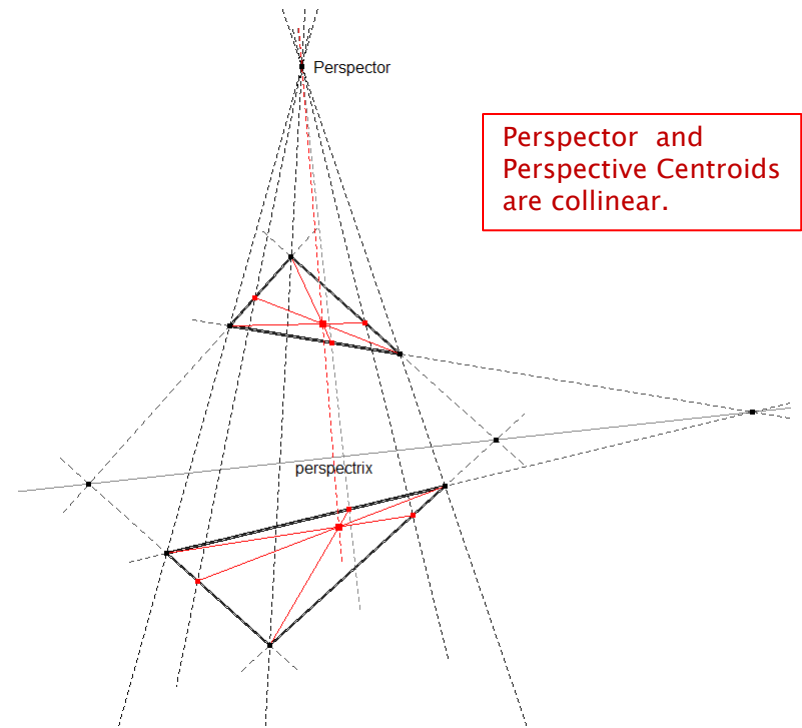 Perspector
Perspector and
Perspective Centroids
are collinear.
perspectrix